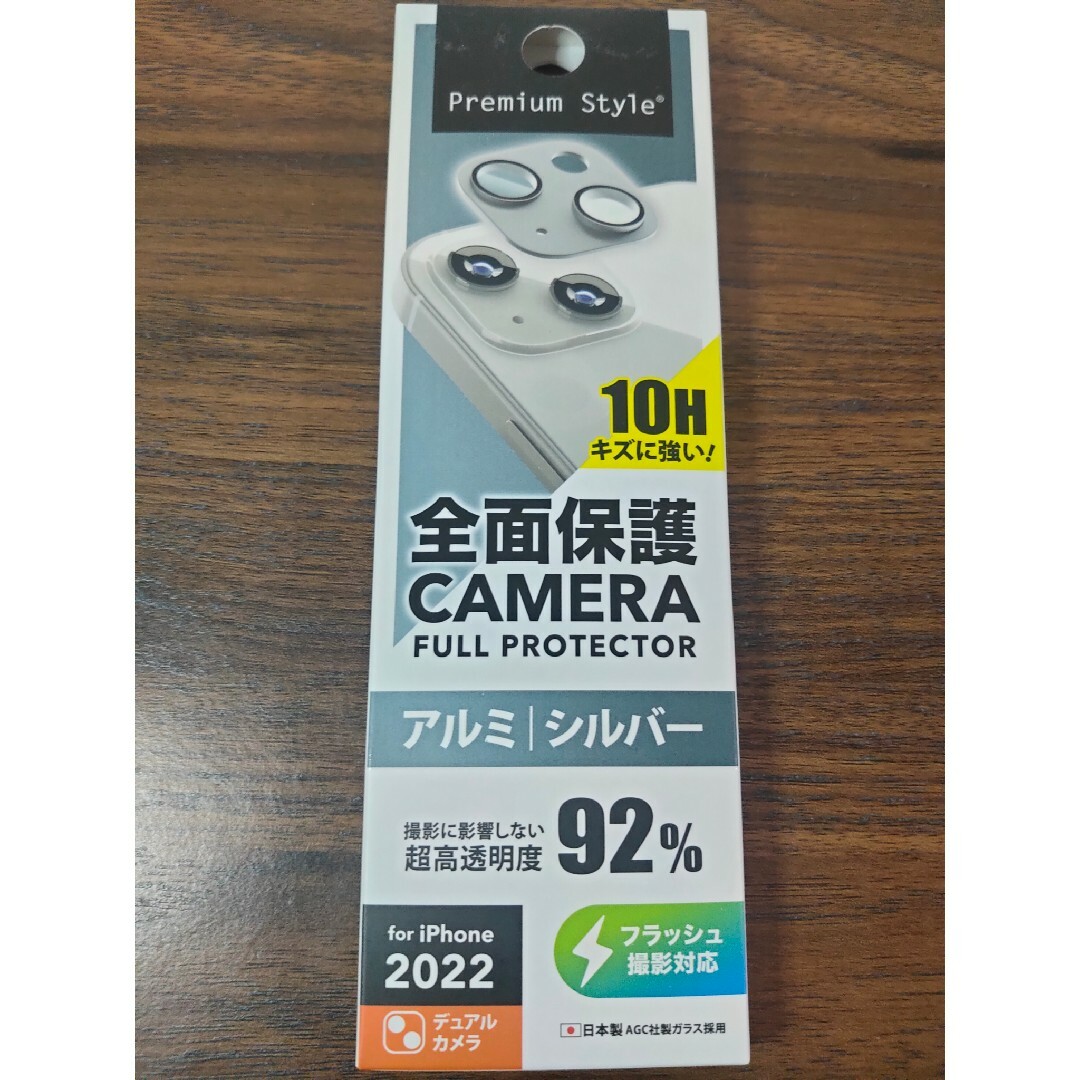 Premium Style®
10H
キズに強い!
全面保護
CAMERA
FULL PROTECTOR
アルミ|シルバー
撮影に影響しない
超高透明度 92%
for iPhone
2022
デュアル
カメラ
フラッシュ
撮影対応
日本製 AGC社製ガラス採用